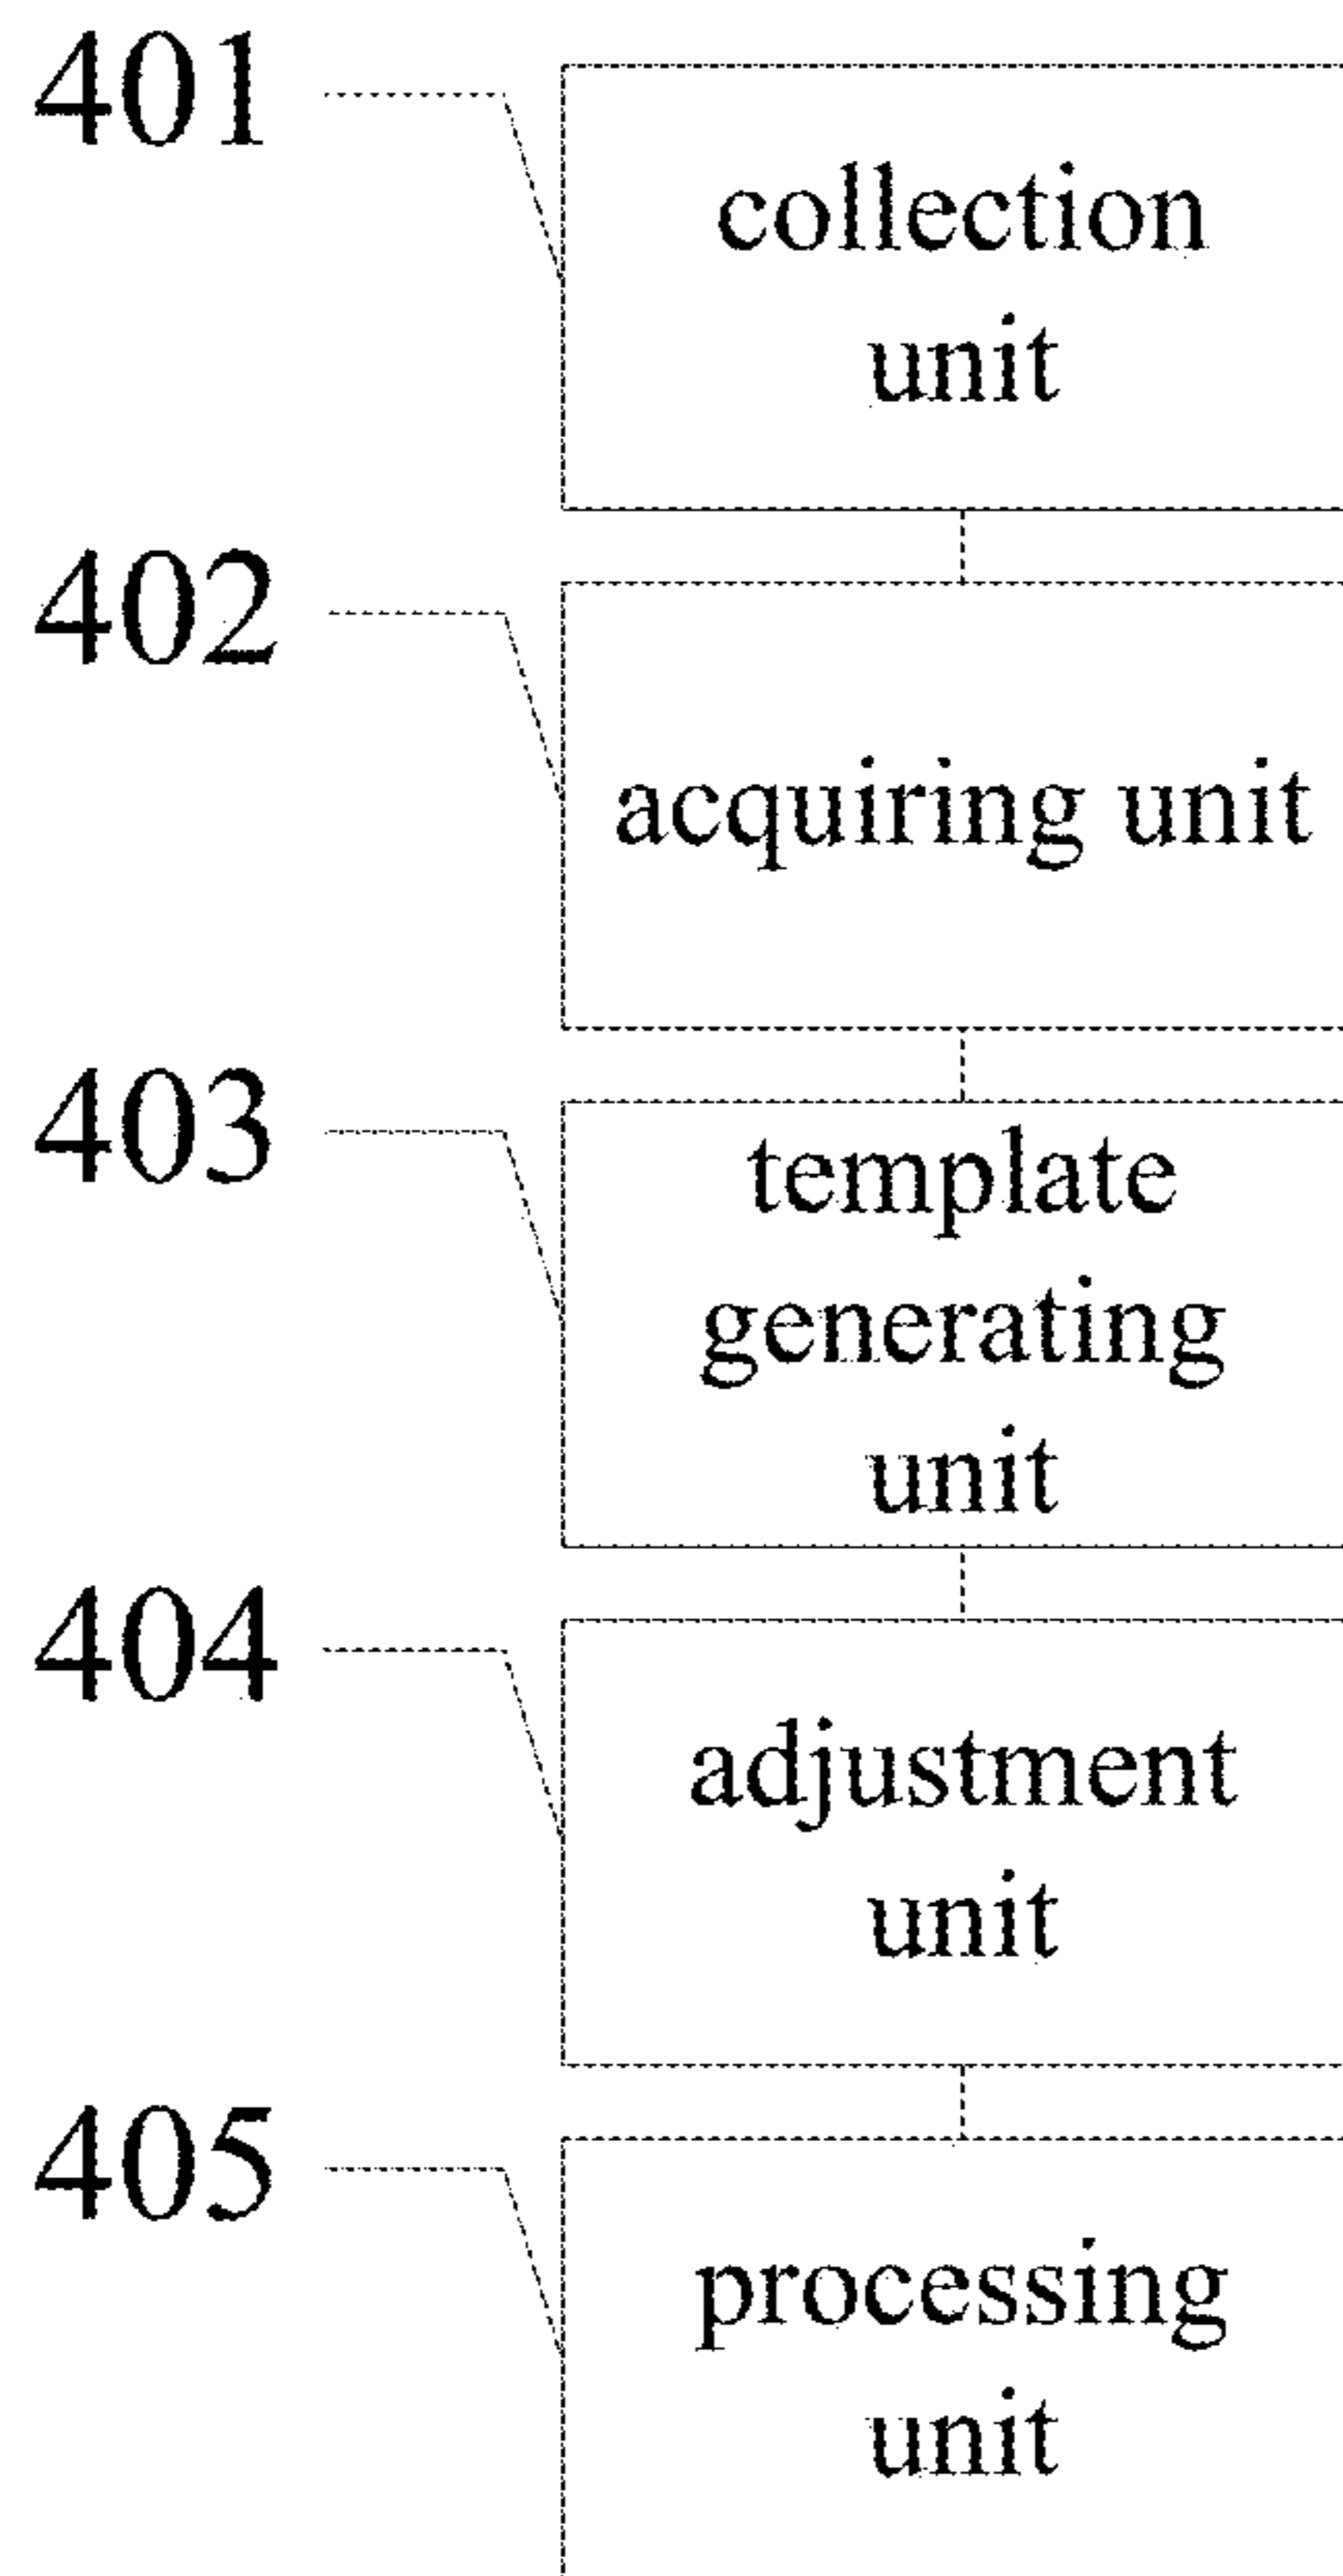 401
collection
unit
402
acquiring unit
403
template
generating
unit
404
adjustment
unit
405
processing
unit